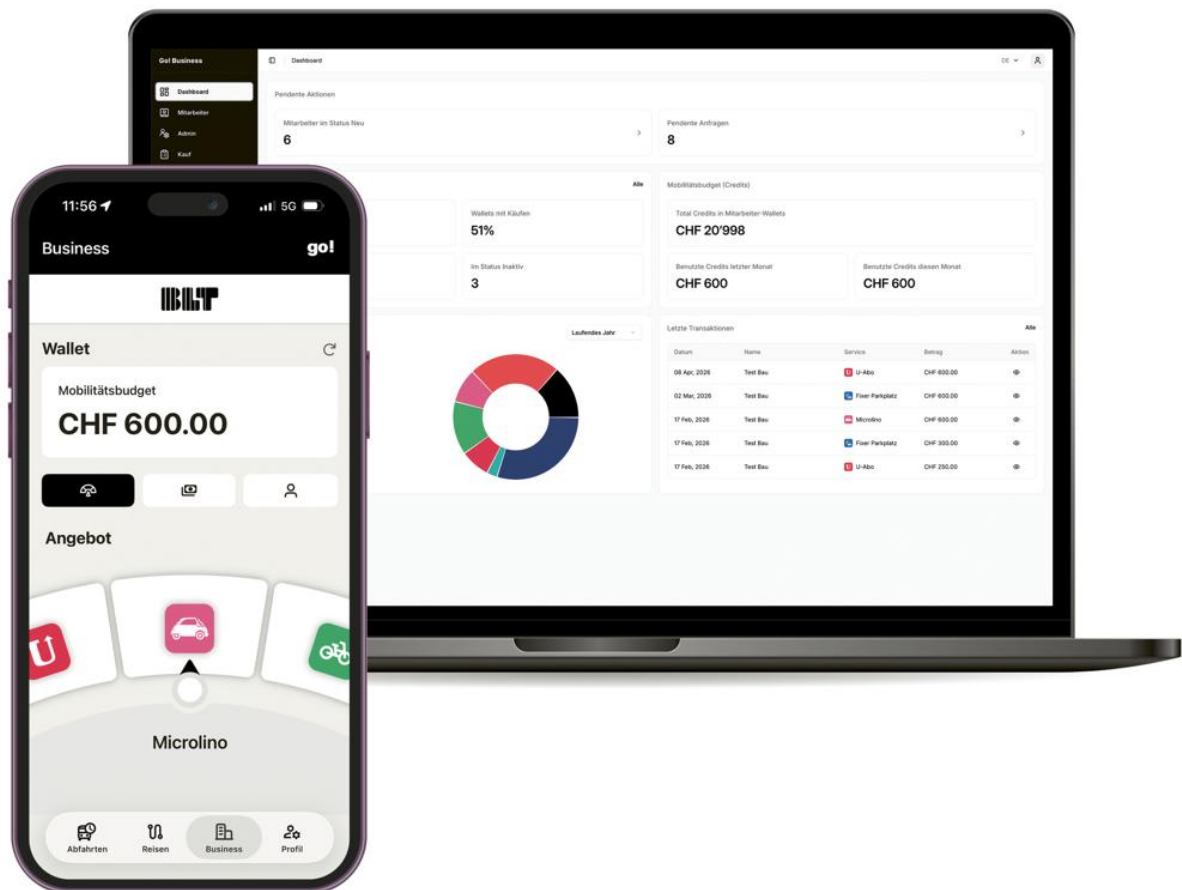 Go! Business
Dashboard
DE
Dashboard
Mitarbeiter
Admin
Kauf
Pendente Aktionen
Mitarbeiter im Status Neu
6
Pendente Anfragen
8
Alle
Wallets mit Käufen
51%
Im Status Inaktiv
3
Mobilitätsbudget (Credits)
Total Credits in Mitarbeiter-Wallets
CHF 20'998
Benutzte Credits letzter Monat
CHF 600
Benutzte Credits diesen Monat
CHF 600
Laufendes Jahr
Letzte Transaktionen
Alle
Datum Name Service Betrag Aktion
08 Apr, 2026 Test Bau U-Abo CHF 600.00
02 Mar, 2026 Test Bau Fixer Parkplatz CHF 600.00
17 Feb, 2026 Test Bau Microlino CHF 600.00
17 Feb, 2026 Test Bau Fixer Parkplatz CHF 300.00
17 Feb, 2026 Test Bau U-Abo CHF 250.00
11:56 5G
Business go!
BLT
Wallet
Mobilitätsbudget
CHF 600.00
Angebot
U
Microlino
Abfahrten Reisen Business Profil